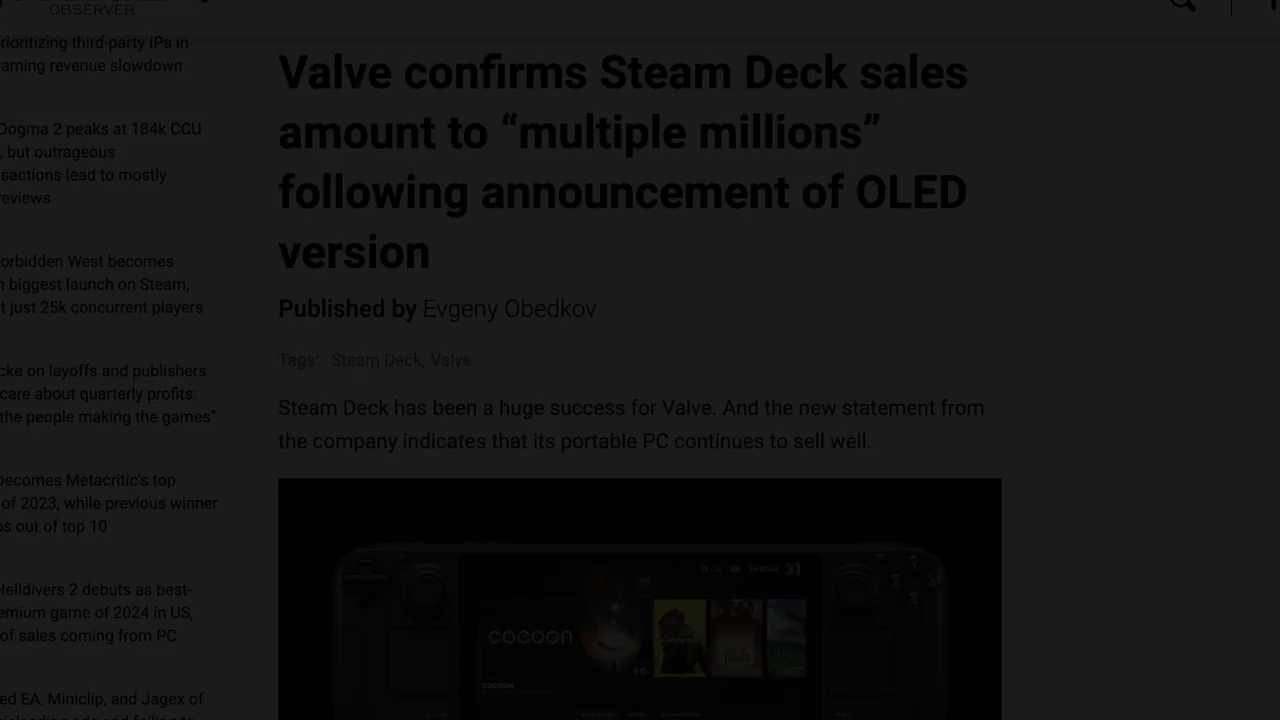 OBSERVER
rioritizing third-party IPs in
aming revenue slowdown
Dogma 2 peaks at 184k CCU
, but outrageous
sactions lead to mostly
reviews
orbidden West becomes
n biggest launch on Steam,
t just 25k concurrent players
cke on layoffs and publishers
care about quarterly profits:
the people making the games”
becomes Metacritic's top
of 2023, while previous winner
ps out of top 10
Helldivers 2 debuts as best-
emium game of 2024 in US,
of sales coming from PC
ed EA, Miniclip, and Jagex of
Valve confirms Steam Deck sales
amount to “multiple millions”
following announcement of OLED
version
Published by Evgeny Obedkov
Tags: Steam Deck, Valve
Steam Deck has been a huge success for Valve. And the new statement from
the company indicates that its portable PC continues to sell well.
COCOON
COCOON